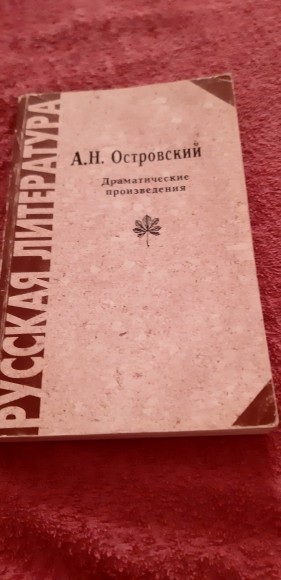 РУССКАЯ ЛИТЕРАТУРА
А.Н. Островский
Драматические
произведения